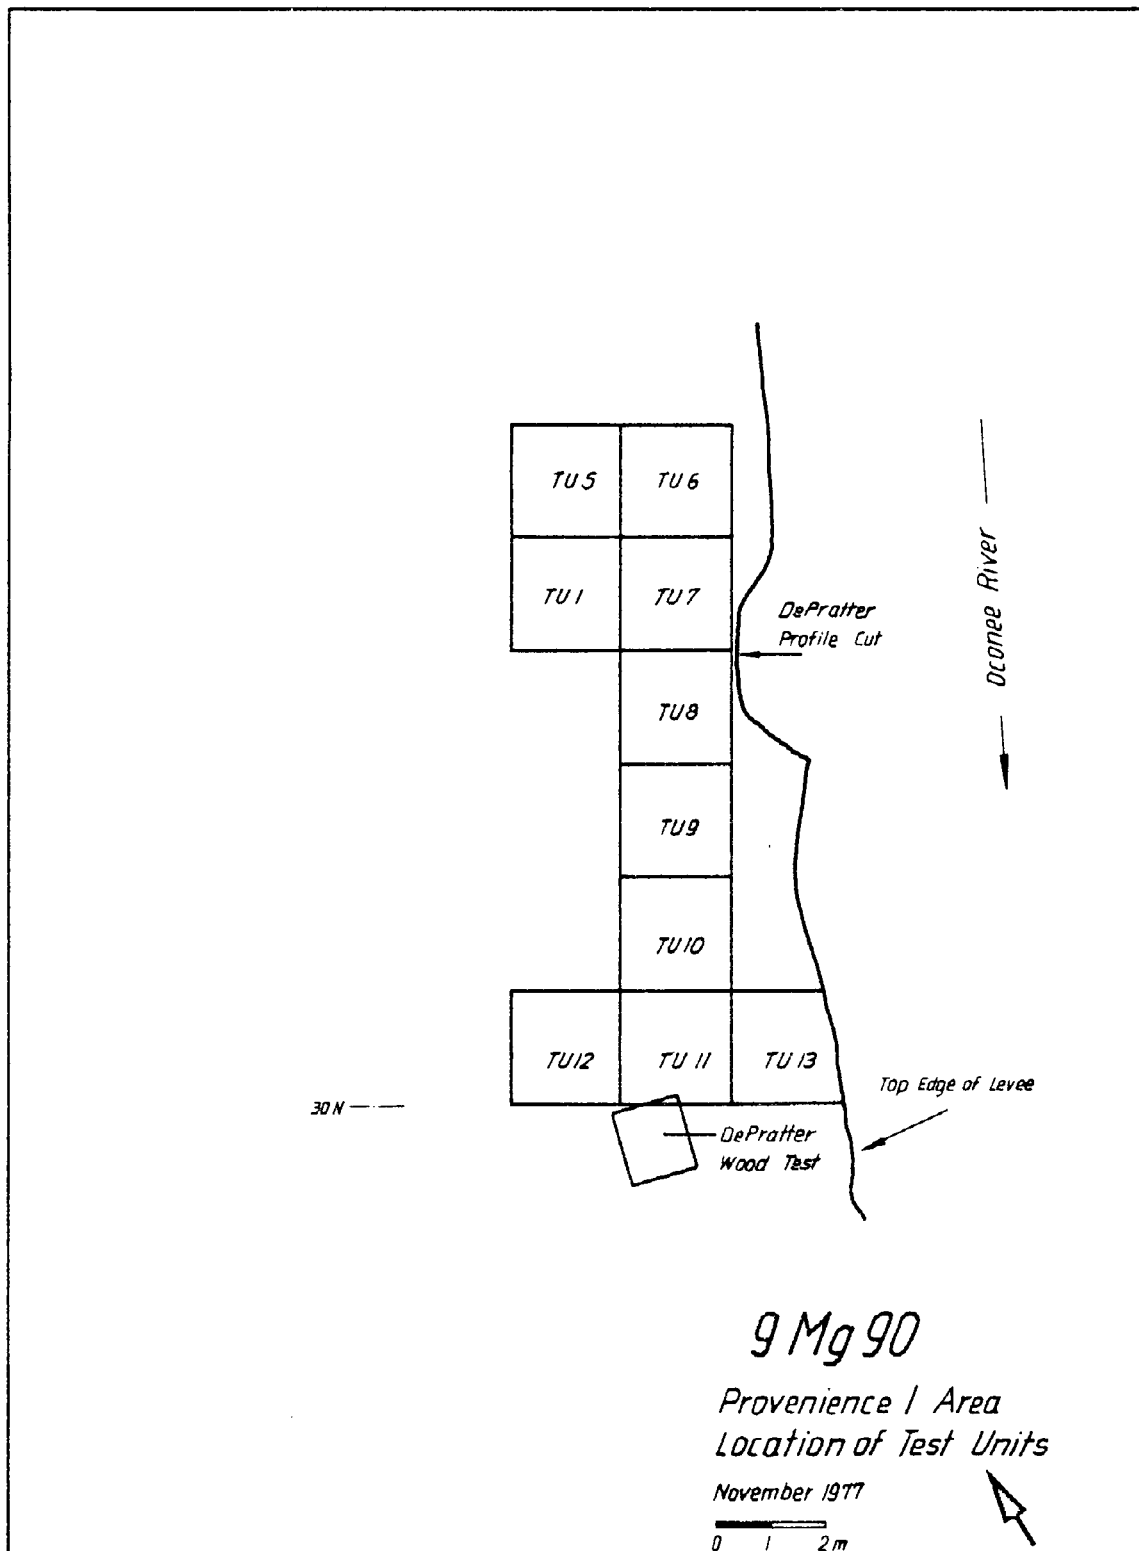 TU 5
TU 6
TU 1
TU 7
DePratter
Profile Cut
Oconee River
TU 8
TU 9
TU 10
TU 12
TU 11
TU 13
Top Edge of Levee
30 N
DePratter
Wood Test
9 Mg 90
Provenience 1 Area
Location of Test Units
November 1977
0 1 2 m